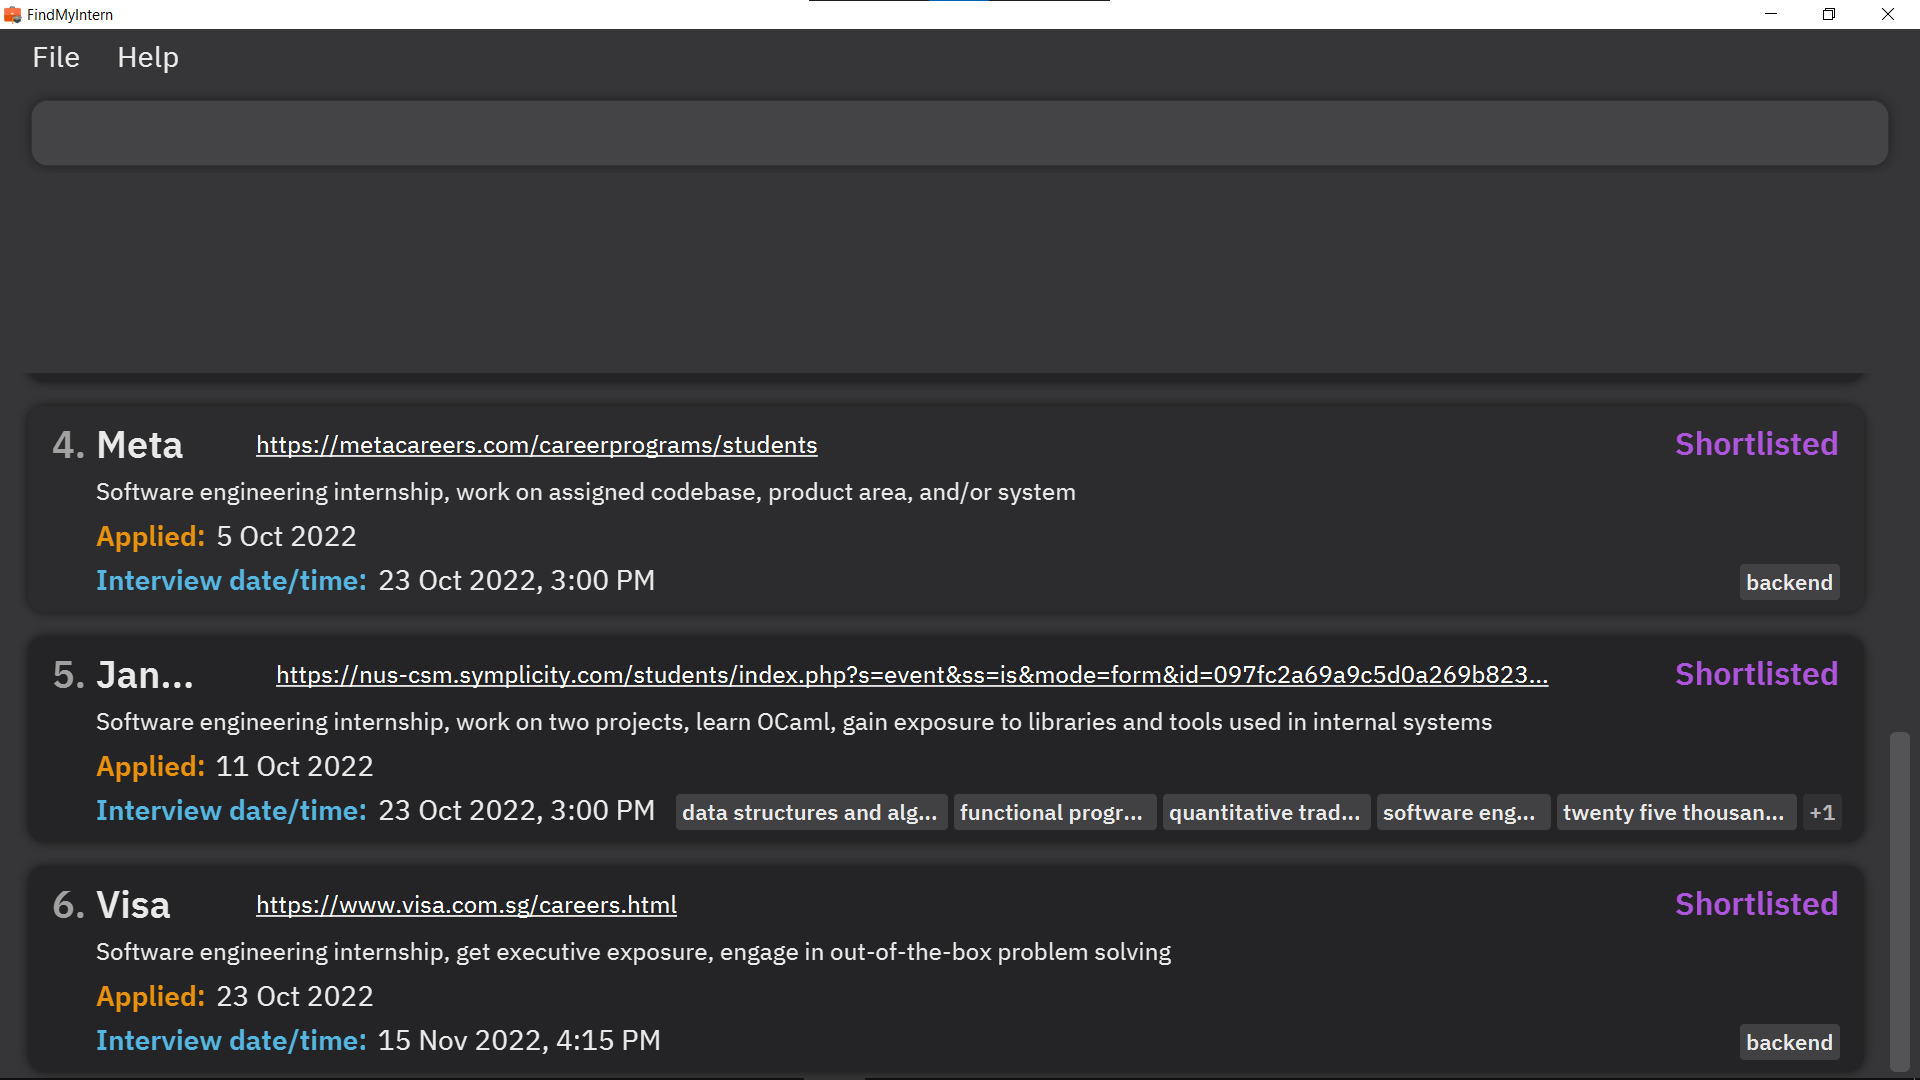 FindMyIntern
File Help
4. Meta https://metacareers.com/careerprograms/students Shortlisted
Software engineering internship, work on assigned codebase, product area, and/or system
Applied: 5 Oct 2022
Interview date/time: 23 Oct 2022, 3:00 PM backend
5. Jan... https://nus-csm.symplicity.com/students/index.php?s=event&ss=is&mode=form&id=097fc2a69a9c5d0a269b823... Shortlisted
Software engineering internship, work on two projects, learn OCaml, gain exposure to libraries and tools used in internal systems
Applied: 11 Oct 2022
Interview date/time: 23 Oct 2022, 3:00 PM data structures and alg... functional progr... quantitative trad... software eng... twenty five thousan... +1
6. Visa https://www.visa.com.sg/careers.html Shortlisted
Software engineering internship, get executive exposure, engage in out-of-the-box problem solving
Applied: 23 Oct 2022
Interview date/time: 15 Nov 2022, 4:15 PM backend